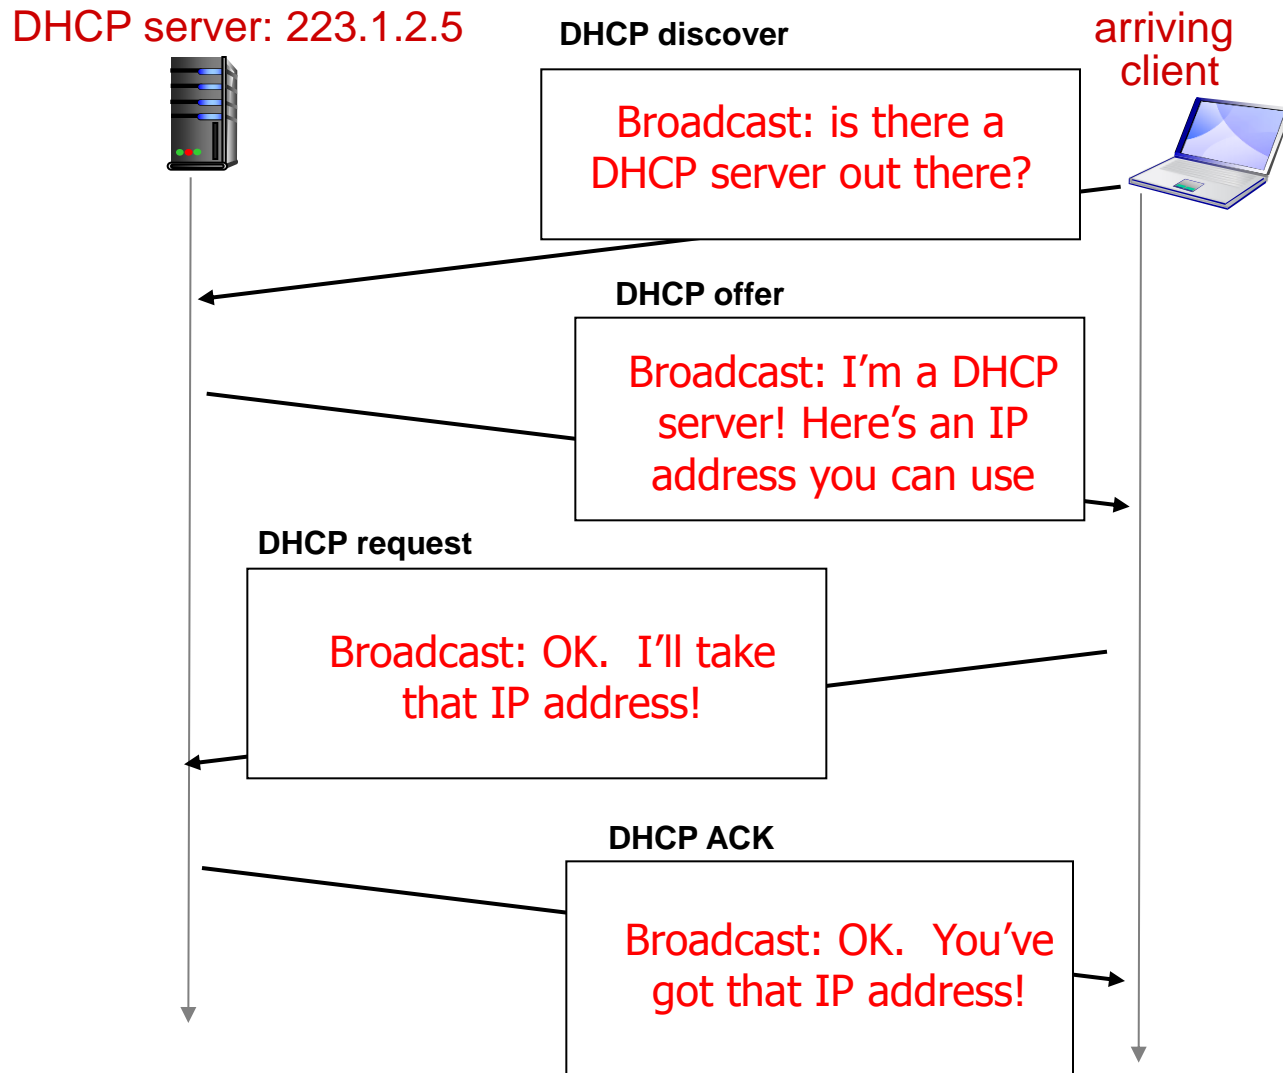 DHCP server: 223.1.2.5
DHCP discover
arriving
client
Broadcast: is there a
DHCP server out there?
DHCP offer
Broadcast: I’m a DHCP
server! Here’s an IP
address you can use
DHCP request
Broadcast: OK.  I’ll take
that IP address!
DHCP ACK
Broadcast: OK.  You’ve
got that IP address!